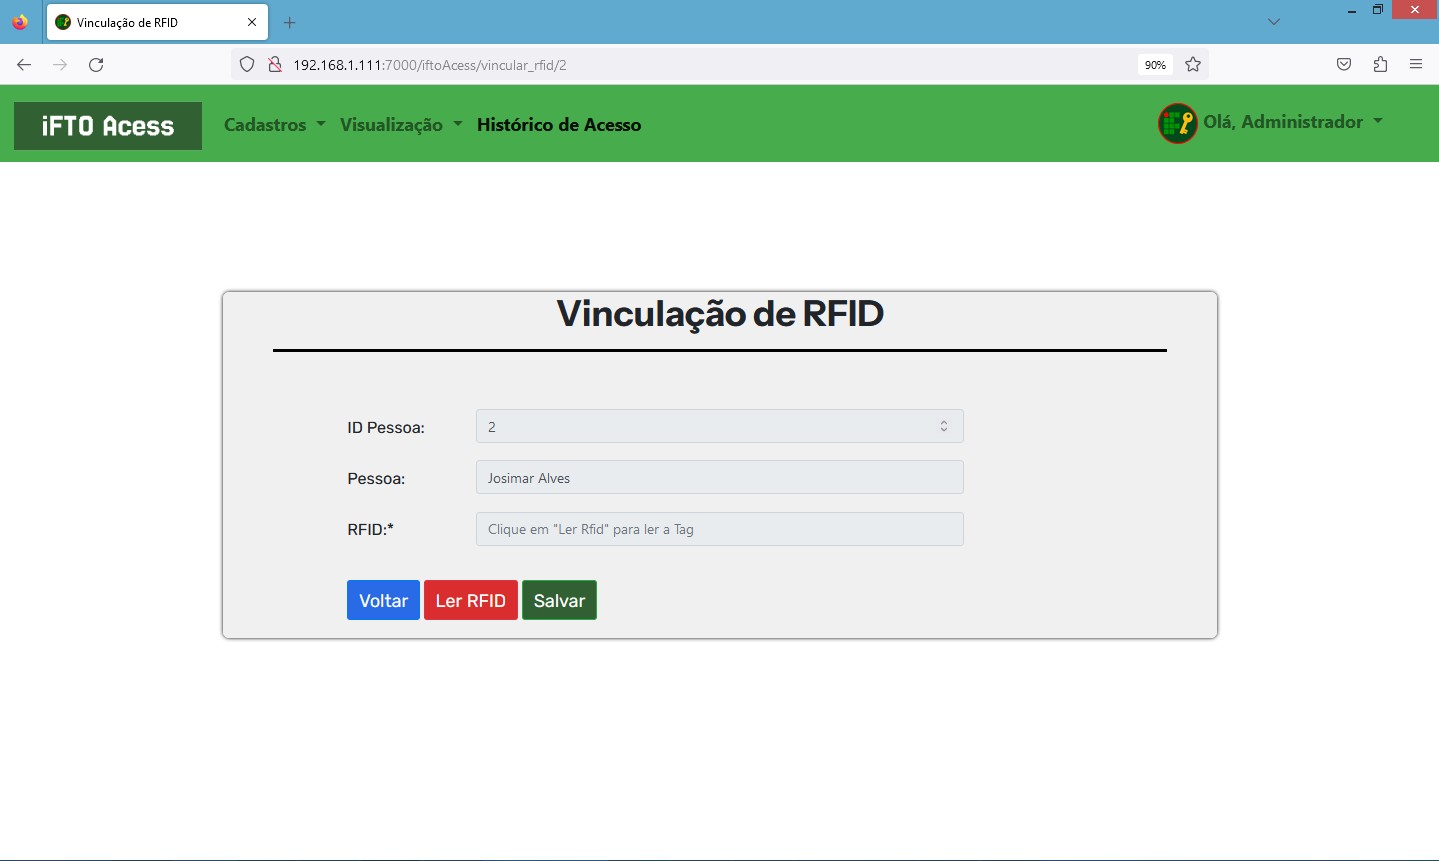 Vinculação de RFID
192.168.1.111:7000/iftoAcess/vincular_rfid/2
90%
iFTO Acess
Cadastros
Visualização
Histórico de Acesso
Olá, Administrador
Vinculação de RFID
ID Pessoa:
2
Pessoa:
Josimar Alves
RFID:*
Clique em "Ler Rfid" para ler a Tag
Voltar
Ler RFID
Salvar